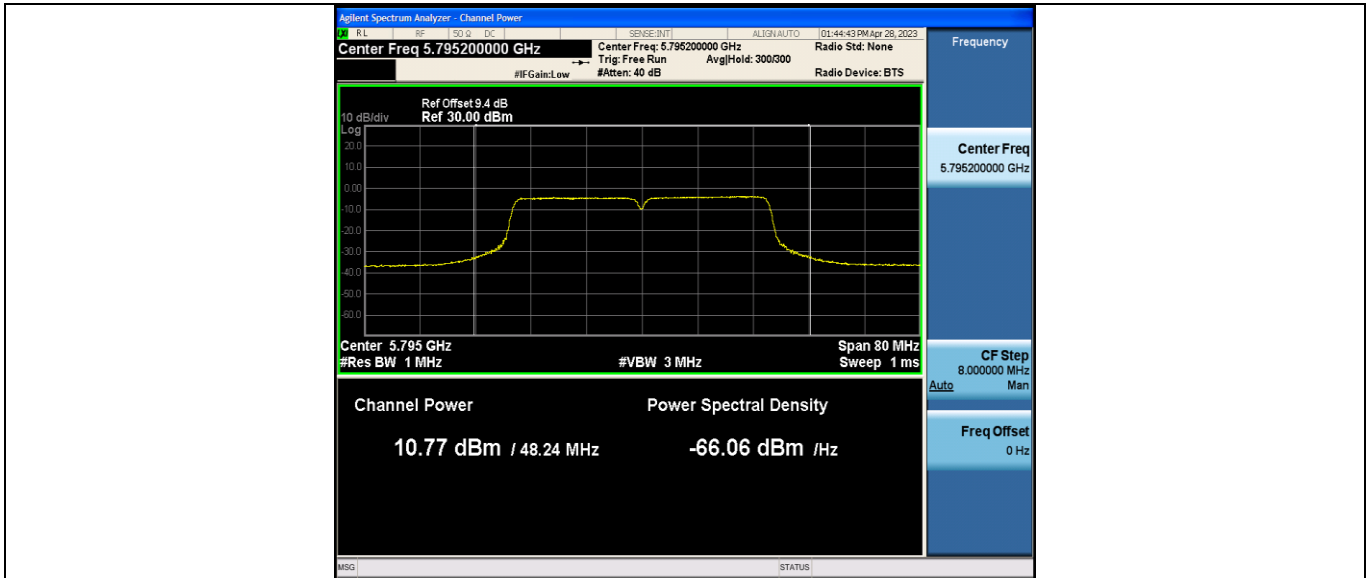 Agilent Spectrum Analyzer - Channel Power
LXI RL RF 50 Ω DC SENSE:INT ALIGN AUTO 01:44:43 PM Apr 28, 2023
Center Freq 5.795200000 GHz
Center Freq: 5.795200000 GHz
Radio Std: None
Trig: Free Run Avg|Hold: 300/300
#IFGain:Low
#Atten: 40 dB
Radio Device: BTS
Ref Offset 9.4 dB
10 dB/div Ref 30.00 dBm
Log
20.0
10.0
0.00
-10.0
-20.0
-30.0
-40.0
-50.0
-60.0
Center 5.795 GHz
Span 80 MHz
#Res BW 1 MHz
#VBW 3 MHz
Sweep 1 ms
Channel Power
Power Spectral Density
10.77 dBm / 48.24 MHz
-66.06 dBm /Hz
MSG
STATUS
Frequency
Center Freq
5.795200000 GHz
CF Step
8.000000 MHz
Auto Man
Freq Offset
0 Hz